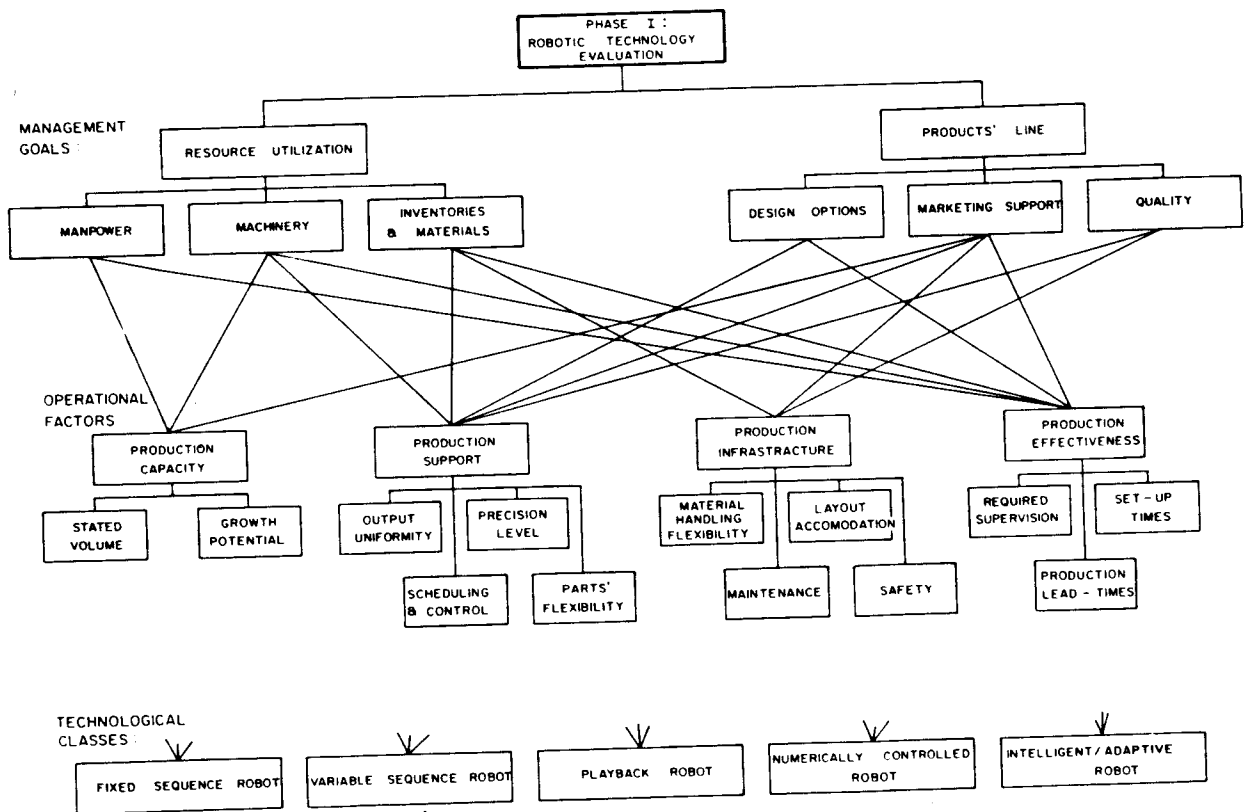 PHASE I :
ROBOTIC TECHNOLOGY
EVALUATION
MANAGEMENT
GOALS :
RESOURCE UTILIZATION
PRODUCTS' LINE
MANPOWER
MACHINERY
INVENTORIES
& MATERIALS
DESIGN OPTIONS
MARKETING SUPPORT
QUALITY
OPERATIONAL
FACTORS
PRODUCTION
CAPACITY
PRODUCTION
SUPPORT
PRODUCTION
INFRASTRACTURE
PRODUCTION
EFFECTIVENESS
STATED
VOLUME
GROWTH
POTENTIAL
OUTPUT
UNIFORMITY
PRECISION
LEVEL
MATERIAL
HANDLING
FLEXIBILITY
LAYOUT
ACCOMODATION
REQUIRED
SUPERVISION
SET-UP
TIMES
SCHEDULING
& CONTROL
PARTS'
FLEXIBILITY
MAINTENANCE
SAFETY
PRODUCTION
LEAD-TIMES
TECHNOLOGICAL
CLASSES :
FIXED SEQUENCE ROBOT
VARIABLE SEQUENCE ROBOT
PLAYBACK ROBOT
NUMERICALLY CONTROLLED
ROBOT
INTELLIGENT/ADAPTIVE
ROBOT